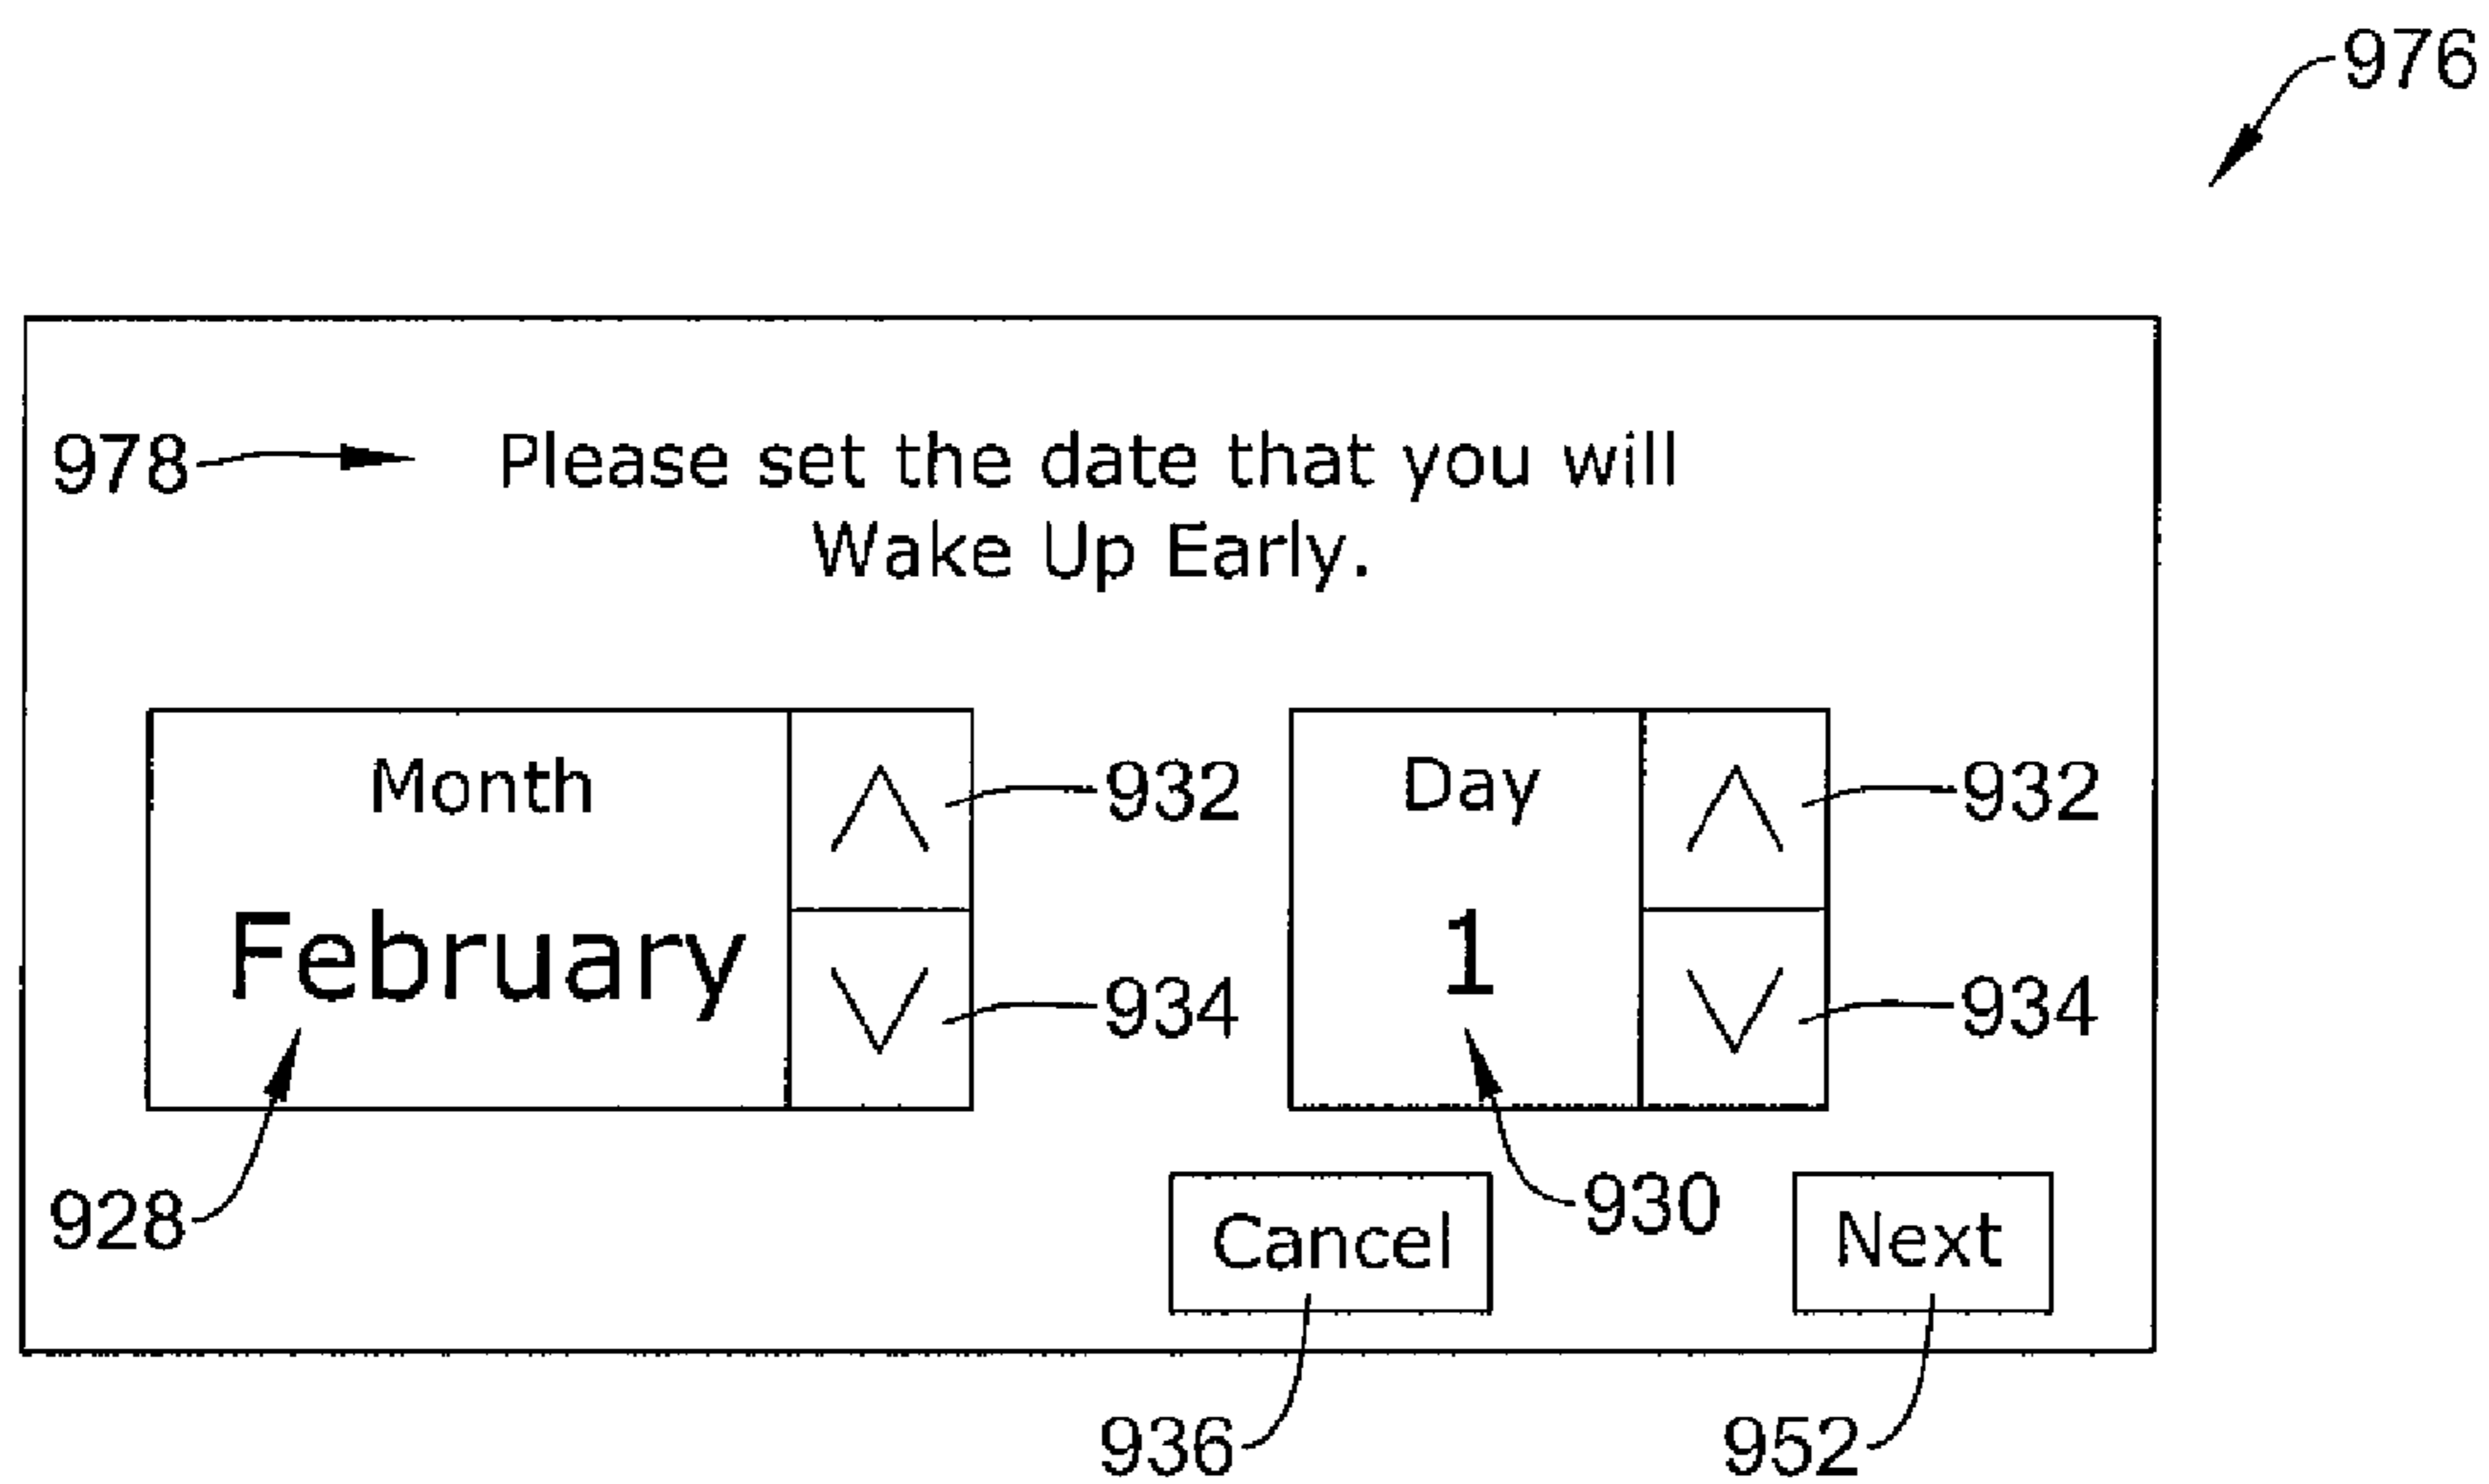 976
978 Please set the date that you will
Wake Up Early.
Month 932 Day 932
February 934 1 934
928 Cancel 930 Next
936 952